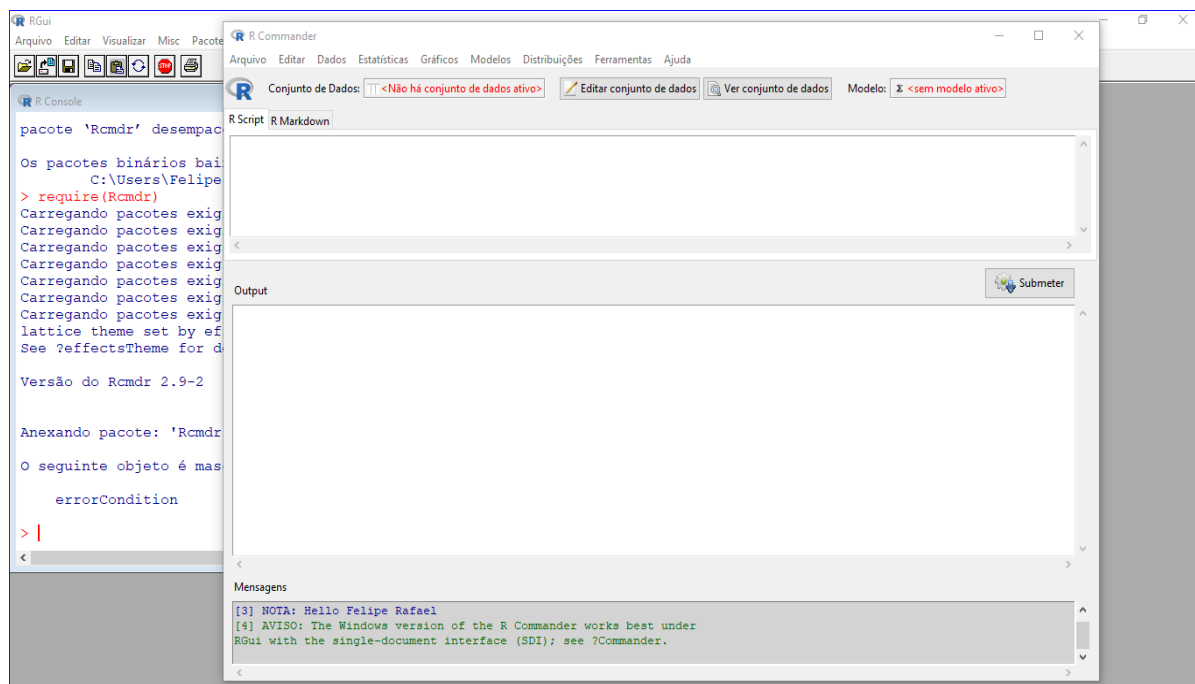 RGui
Arquivo Editar Visualizar Misc Pacote
R Console
pacote ‘Rcmdr’ desempac
Os pacotes binários bai
C:\Users\Felipe
> require(Rcmdr)
Carregando pacotes exig
Carregando pacotes exig
Carregando pacotes exig
Carregando pacotes exig
Carregando pacotes exig
Carregando pacotes exig
Carregando pacotes exig
lattice theme set by ef
See ?effectsTheme for d
Versão do Rcmdr 2.9-2
Anexando pacote: 'Rcmdr
O seguinte objeto é mas
errorCondition
>
R Commander
Arquivo Editar Dados Estatísticas Gráficos Modelos Distribuições Ferramentas Ajuda
Conjunto de Dados: <Não há conjunto de dados ativo> Editar conjunto de dados Ver conjunto de dados Modelo: Σ <sem modelo ativo>
R Script R Markdown
Submeter
Output
Mensagens
[3] NOTA: Hello Felipe Rafael
[4] AVISO: The Windows version of the R Commander works best under
RGui with the single-document interface (SDI); see ?Commander.